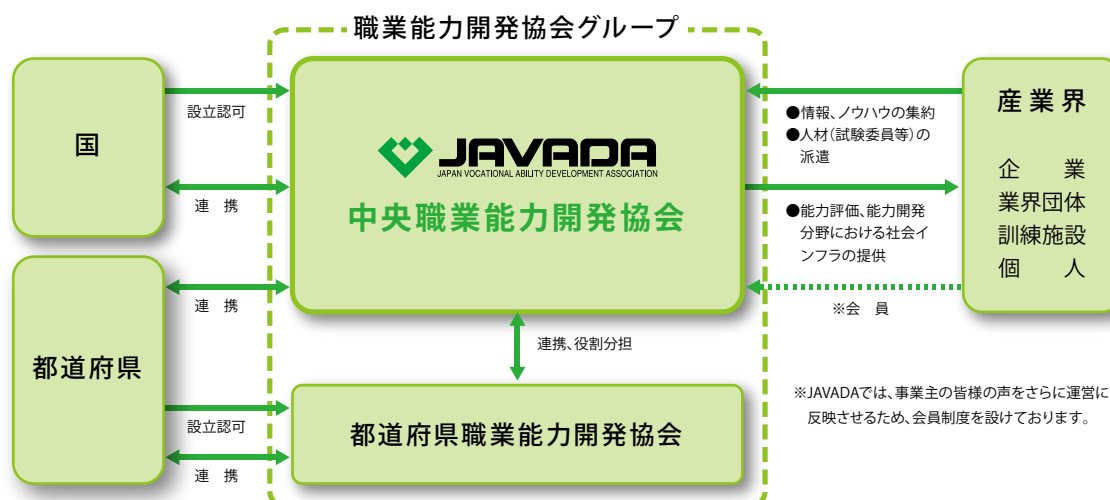 職業能力開発協会グループ
国
設立認可
連　携
JAVADA
JAPAN VOCATIONAL ABILITY DEVELOPMENT ASSOCIATION
中央職業能力開発協会
●情報、ノウハウの集約
●人材(試験委員等)の
派遣
●能力評価、能力開発
分野における社会イ
ンフラの提供
※会　員
産業界
企　業
業界団体
訓練施設
個　人
都道府県
連　携
設立認可
連　携
連携、役割分担
都道府県職業能力開発協会
※JAVADAでは、事業主の皆様の声をさらに運営に
反映させるため、会員制度を設けております。